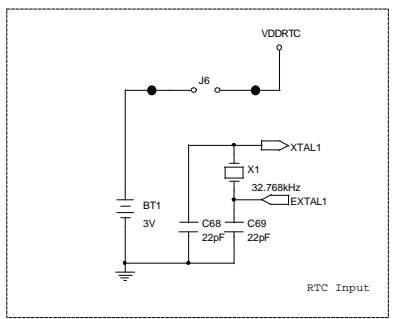 VDDRTC
J6
XTAL1
X1
32.768kHz
EXTAL1
BT1
3V
C68
22pF
C69
22pF
RTC Input